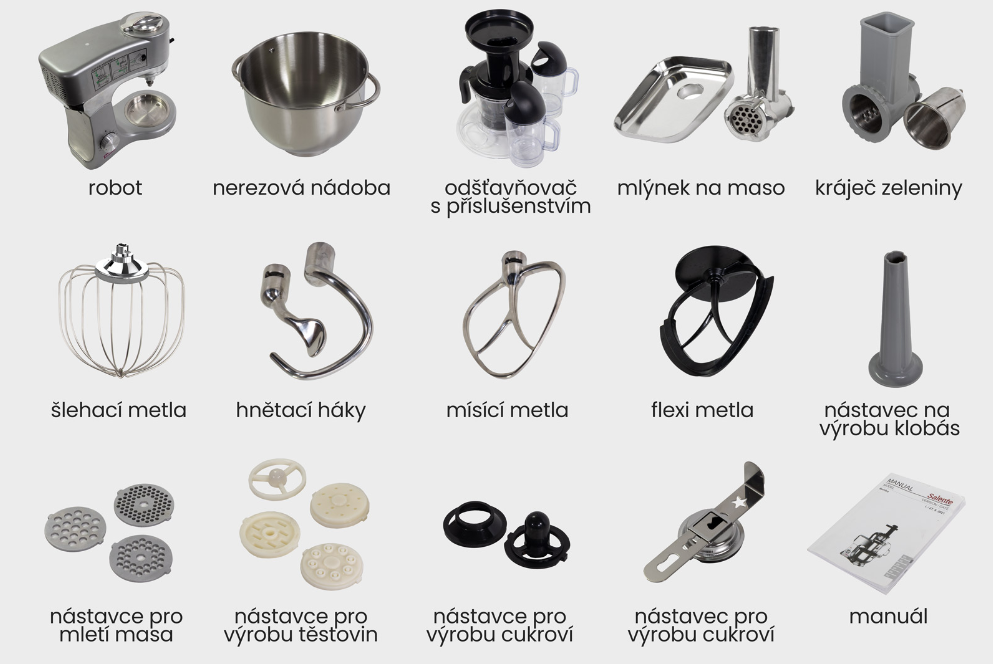 robot
nerezová nádoba
odšťavňovač
s příslušenstvím
mlýnek na maso
kráječ zeleniny
šlehací metla
hnětací háky
mísící metla
flexi metla
nástavec na
výrobu klobás
nástavce pro
mletí masa
nástavce pro
výrobu těstovin
nástavce pro
výrobu cukroví
nástavec pro
výrobu cukroví
MANUAL
Salente
manuál